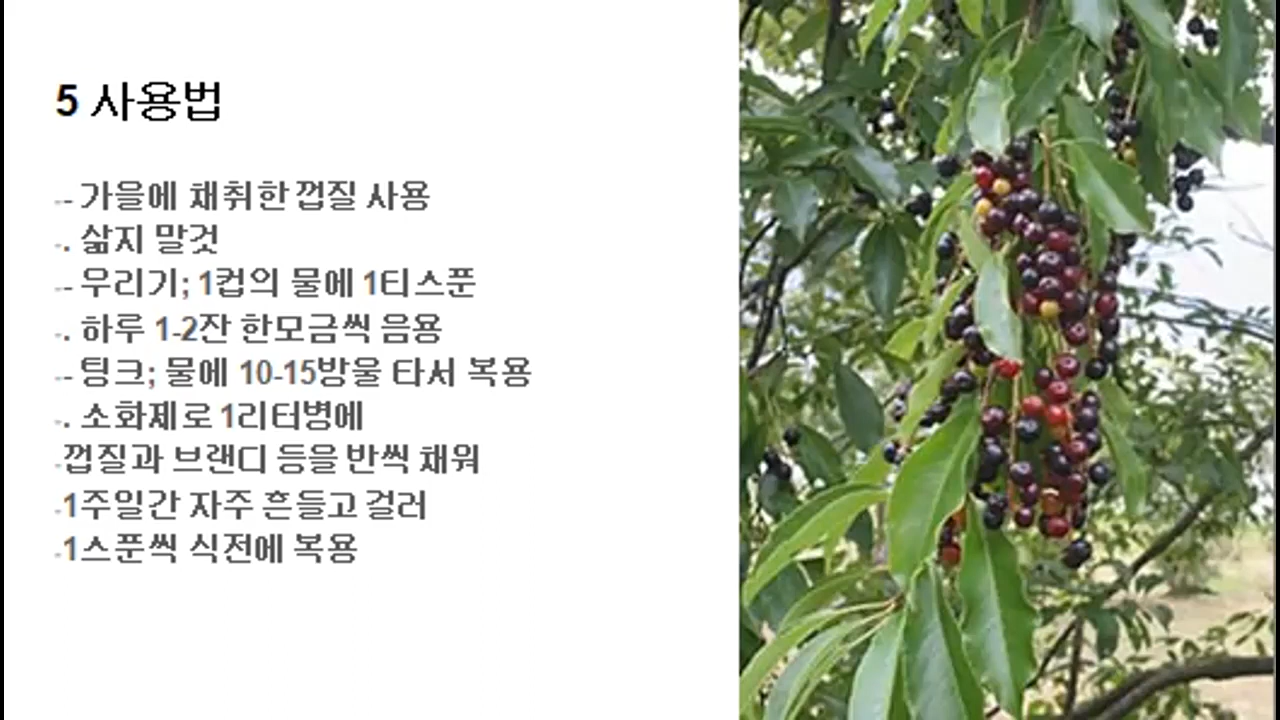 5 사용법
-- 가을에 채취한 껍질 사용
-. 삶지 말것
-- 우리기; 1컵의 물에 1티스푼
-. 하루 1-2잔 한모금씩 음용
-- 팅크; 물에 10-15방울 타서 복용
-. 소화제로 1리터병에
-껍질과 브랜디 등을 반씩 채워
-1주일간 자주 흔들고 걸러
-1스푼씩 식전에 복용